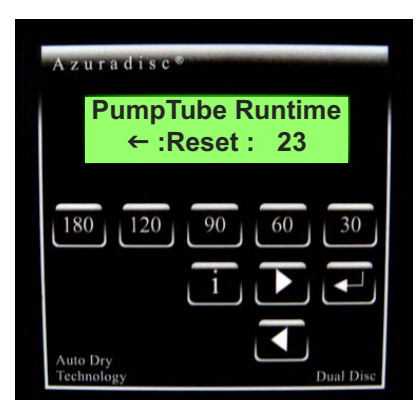 Azuradisc®
PumpTube Runtime
← :Reset : 23
180 120 90 60 30
i
Auto Dry
Technology
Dual Disc